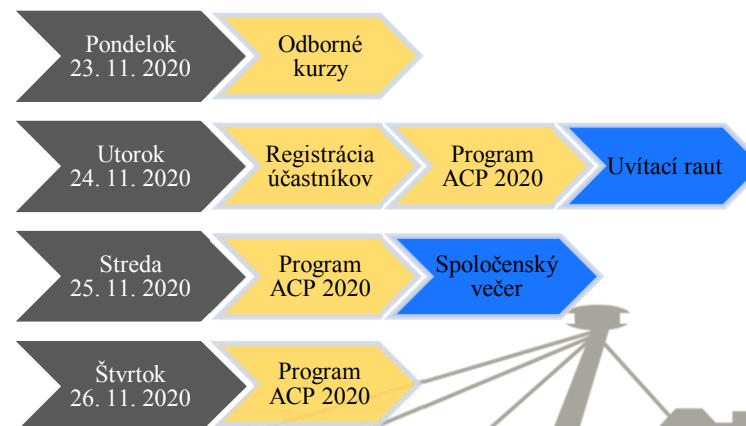 Pondelok
23. 11. 2020
Odborné
kurzy
Utorok
24. 11. 2020
Registrácia
účastníkov
Program
ACP 2020
Uvítací raut
Streda
25. 11. 2020
Program
ACP 2020
Spoločenský
večer
Štvrtok
26. 11. 2020
Program
ACP 2020